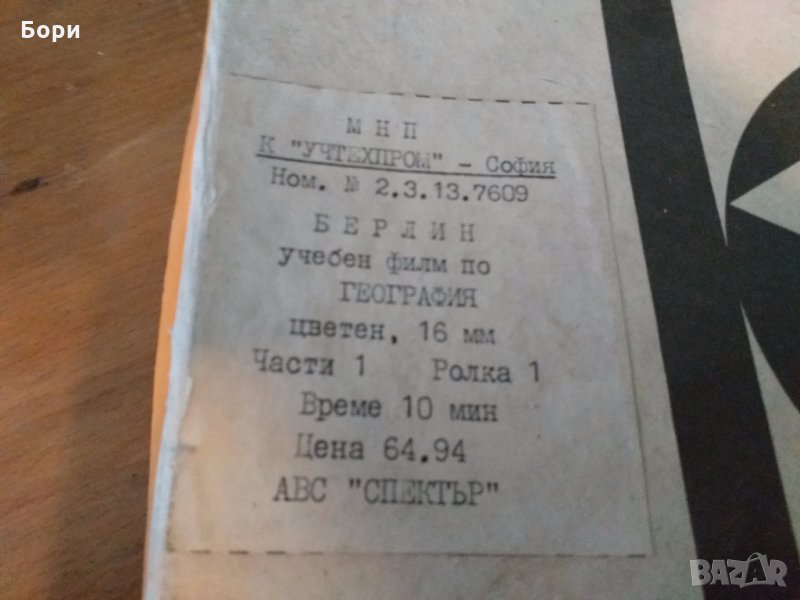 Бори
М Н П
К "УЧТЕХПРОМ" - София
Ном. № 2.3.13.7609
Б Е Р Л И Н
учебен филм по
ГЕОГРАФИЯ
цветен, 16 мм
Части 1 Ролка 1
Време 10 мин
Цена 64.94
АВС "СПЕКТЪР"
BAZAR